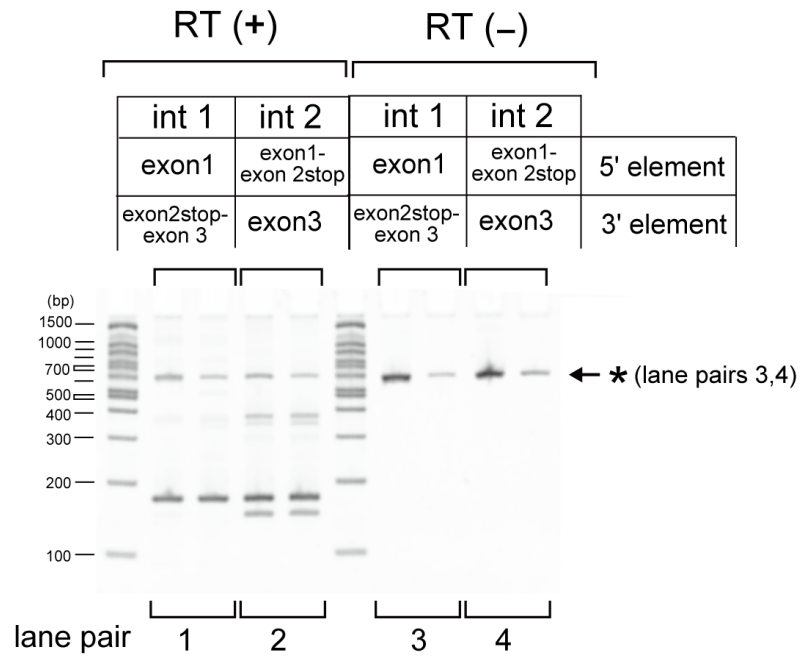 RT (+) RT (–)
int 1 int 2 int 1 int 2
exon1 exon1-
exon 2stop exon1 exon1-
exon 2stop 5' element
exon2stop-
exon 3 exon3 exon2stop-
exon 3 exon3 3' element
(bp)
1500
1000
700
500
400
300
200
100
* (lane pairs 3,4)
lane pair 1 2 3 4